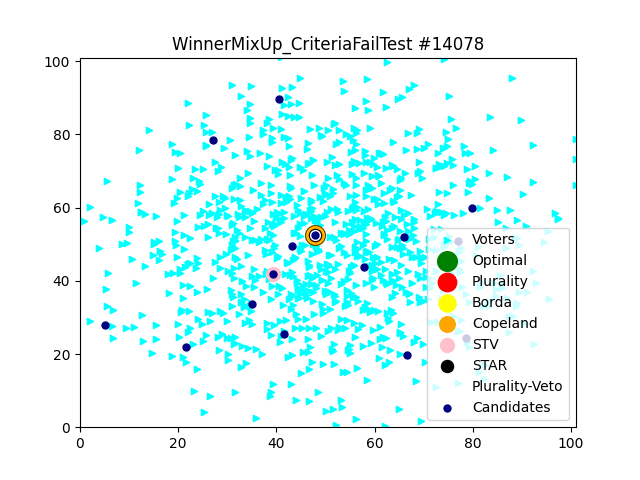 WinnerMixUp_CriteriaFailTest #14078
100
80
60
40
20
0
0 20 40 60 80 100
Voters
Optimal
Plurality
Borda
Copeland
STV
STAR
Plurality-Veto
Candidates